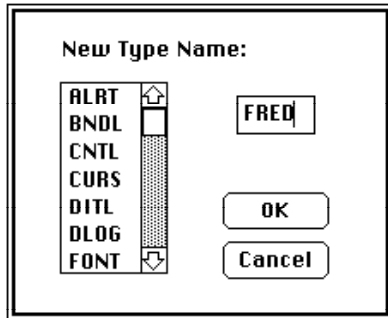 New Type Name:
ALRT
BNDL
CNTL
CURS
DITL
DLOG
FONT
FRED
OK
Cancel